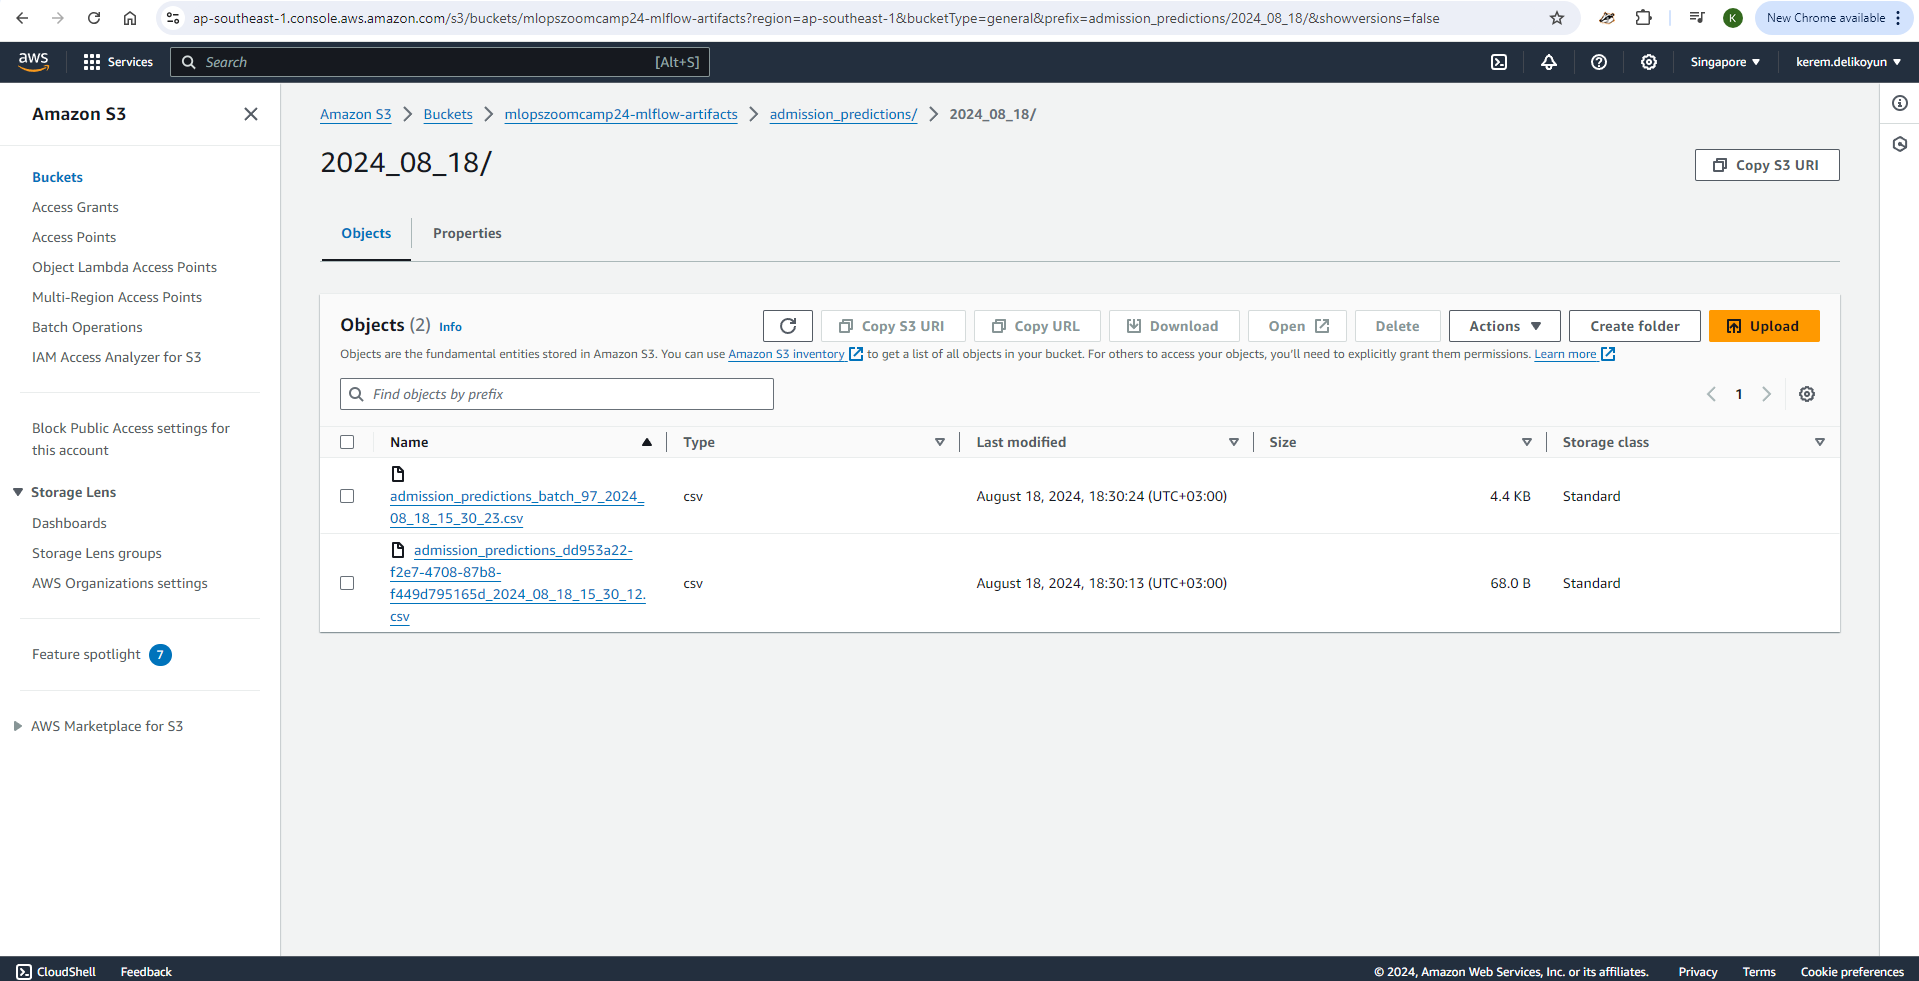 ap-southeast-1.console.aws.amazon.com/s3/buckets/mlopszoomcamp24-mlflow-artifacts?region=ap-southeast-1&bucketType=general&prefix=admission_predictions/2024_08_18/&showversions=false
K
New Chrome available
aws
Services
Search
[Alt+S]
Singapore
kerem.delikoyun
Amazon S3
Buckets
Access Grants
Access Points
Object Lambda Access Points
Multi-Region Access Points
Batch Operations
IAM Access Analyzer for S3
Block Public Access settings for
this account
Storage Lens
Dashboards
Storage Lens groups
AWS Organizations settings
Feature spotlight 7
AWS Marketplace for S3
Amazon S3
Buckets
mlopszoomcamp24-mlflow-artifacts
admission_predictions/
2024_08_18/
2024_08_18/
Copy S3 URI
Objects
Properties
Objects (2) Info
Copy S3 URI
Copy URL
Download
Open
Delete
Actions
Create folder
Upload
Objects are the fundamental entities stored in Amazon S3. You can use Amazon S3 inventory to get a list of all objects in your bucket. For others to access your objects, you'll need to explicitly grant them permissions. Learn more
Find objects by prefix
1
Name
Type
Last modified
Size
Storage class
admission_predictions_batch_97_2024_
08_18_15_30_23.csv
csv
August 18, 2024, 18:30:24 (UTC+03:00)
4.4 KB
Standard
admission_predictions_dd953a22-
f2e7-4708-87b8-
f449d795165d_2024_08_18_15_30_12.
csv
csv
August 18, 2024, 18:30:13 (UTC+03:00)
68.0 B
Standard
CloudShell
Feedback
© 2024, Amazon Web Services, Inc. or its affiliates.
Privacy
Terms
Cookie preferences